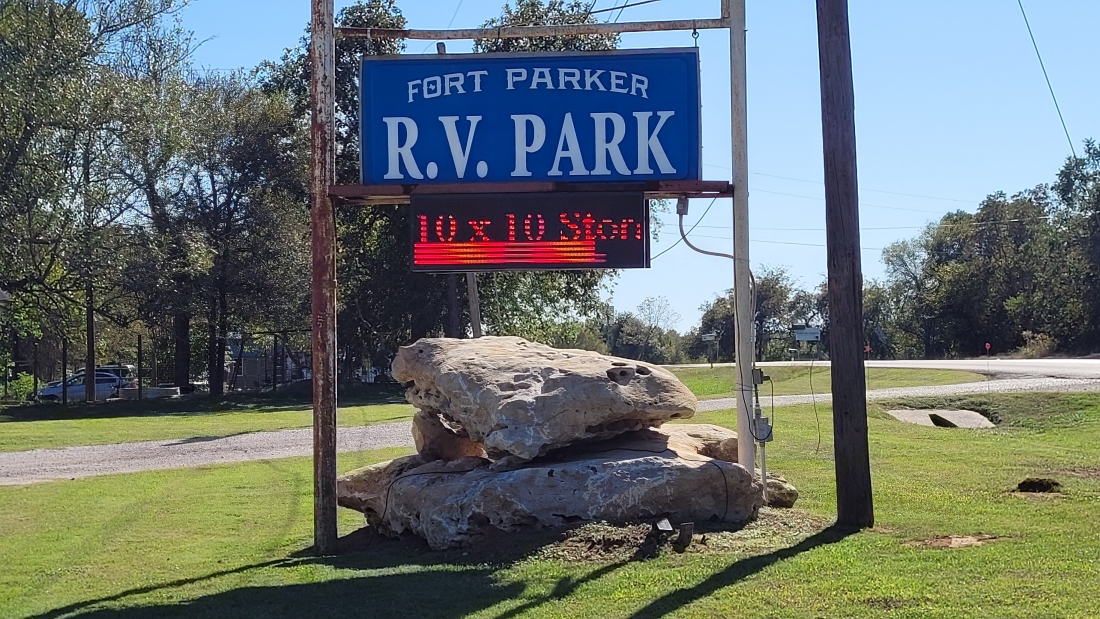 FORT PARKER
R.V. PARK
10 x 10 Ston